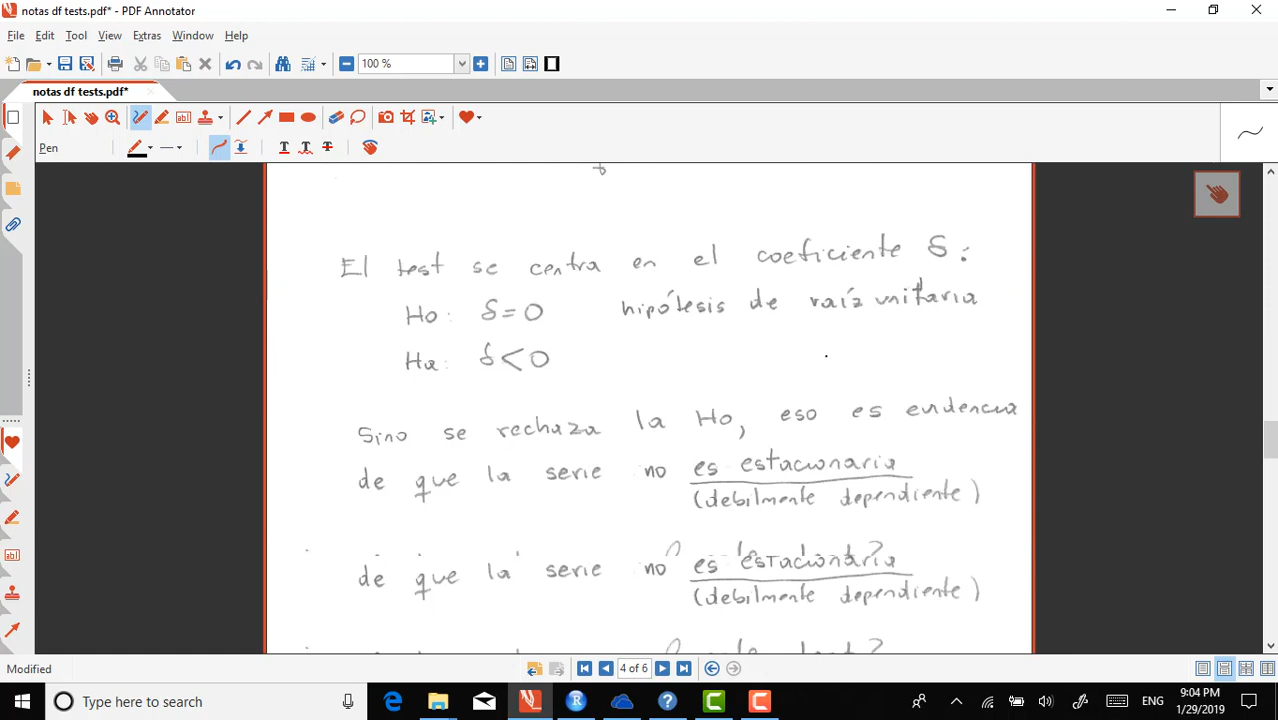 notas df tests.pdf* - PDF Annotator
File Edit Tool View Extras Window Help
100 %
notas df tests.pdf*
Pen
El test se centra en el coeficiente δ:
Ho: δ=0 hipótesis de raíz unitaria
Ha: δ<0
Sino se rechaza la Ho, eso es evidencia
de que la serie no es estacionaria
(debilmente dependiente)
de que la serie no es estacionaria
(debilmente dependiente)
Modified
4 of 6
Type here to search
ENG
9:04 PM
1/29/2019